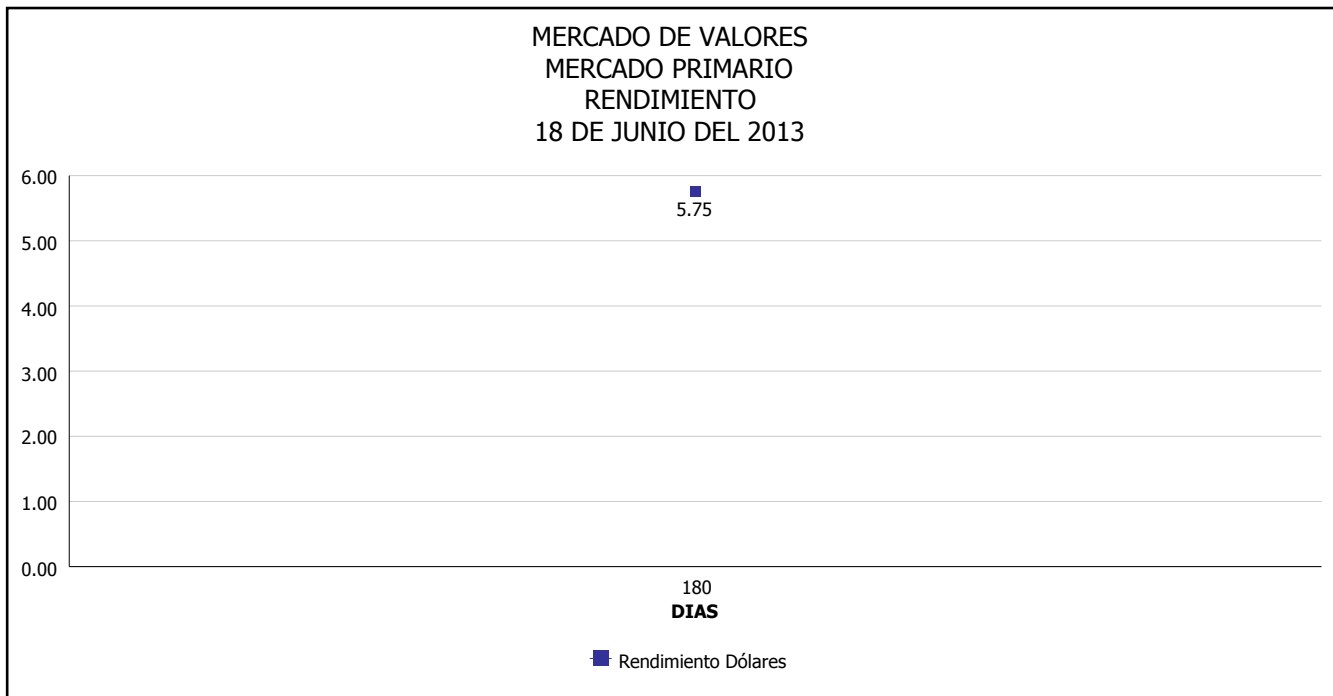 MERCADO DE VALORES
MERCADO PRIMARIO
RENDIMIENTO
18 DE JUNIO DEL 2013
6.00
5.75
5.00
4.00
3.00
2.00
1.00
0.00
180
DIAS
Rendimiento Dólares